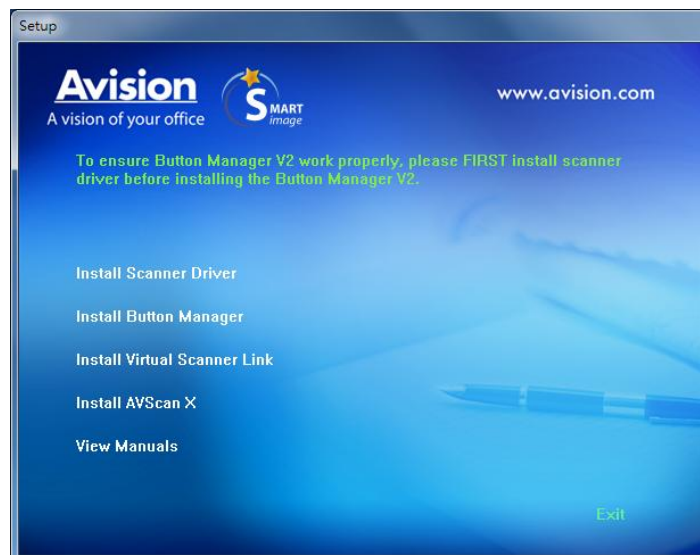 Setup
Avision
A vision of your office
SMART
image
www.avision.com
To ensure Button Manager V2 work properly, please FIRST install scanner
driver before installing the Button Manager V2.
Install Scanner Driver
Install Button Manager
Install Virtual Scanner Link
Install AVScan X
View Manuals
Exit